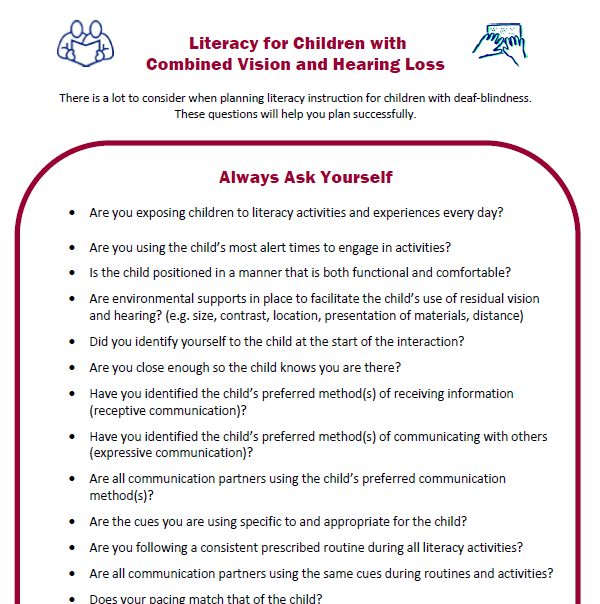 Literacy for Children with
Combined Vision and Hearing Loss
There is a lot to consider when planning literacy instruction for children with deaf-blindness.
These questions will help you plan successfully.
Always Ask Yourself
• Are you exposing children to literacy activities and experiences every day?
• Are you using the child's most alert times to engage in activities?
• Is the child positioned in a manner that is both functional and comfortable?
• Are environmental supports in place to facilitate the child's use of residual vision
and hearing? (e.g. size, contrast, location, presentation of materials, distance)
• Did you identify yourself to the child at the start of the interaction?
• Are you close enough so the child knows you are there?
• Have you identified the child's preferred method(s) of receiving information
(receptive communication)?
• Have you identified the child's preferred method(s) of communicating with others
(expressive communication)?
• Are all communication partners using the child's preferred communication
method(s)?
• Are the cues you are using specific to and appropriate for the child?
• Are you following a consistent prescribed routine during all literacy activities?
• Are all communication partners using the same cues during routines and activities?
• Does your pacing match that of the child?